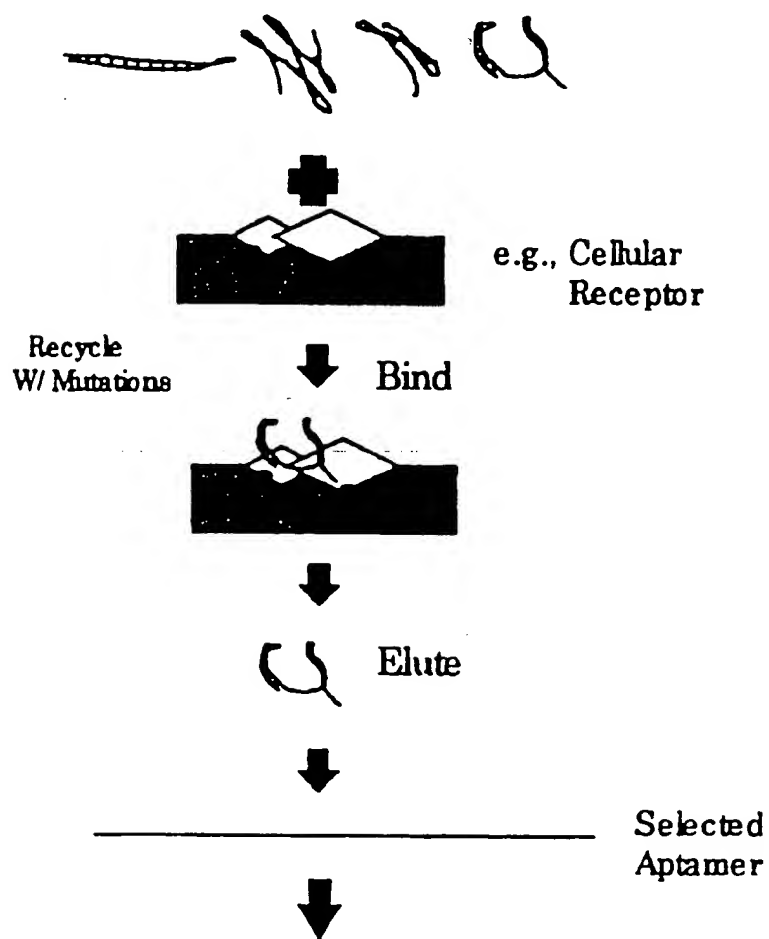 e.g., Cellular
Receptor
Recycle
W/ Mutations
Bind
Elute
Selected
Aptamer